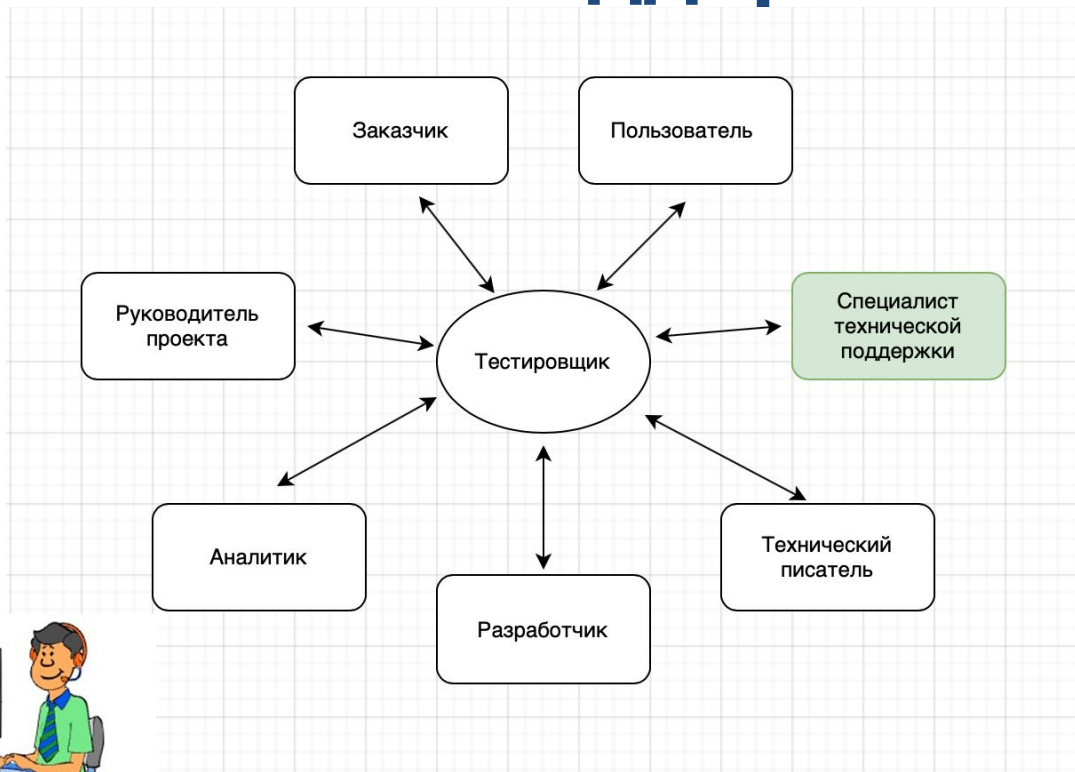 Заказчик
Пользователь
Руководитель
проекта
Тестировщик
Специалист
технической
поддержки
Аналитик
Разработчик
Технический
писатель